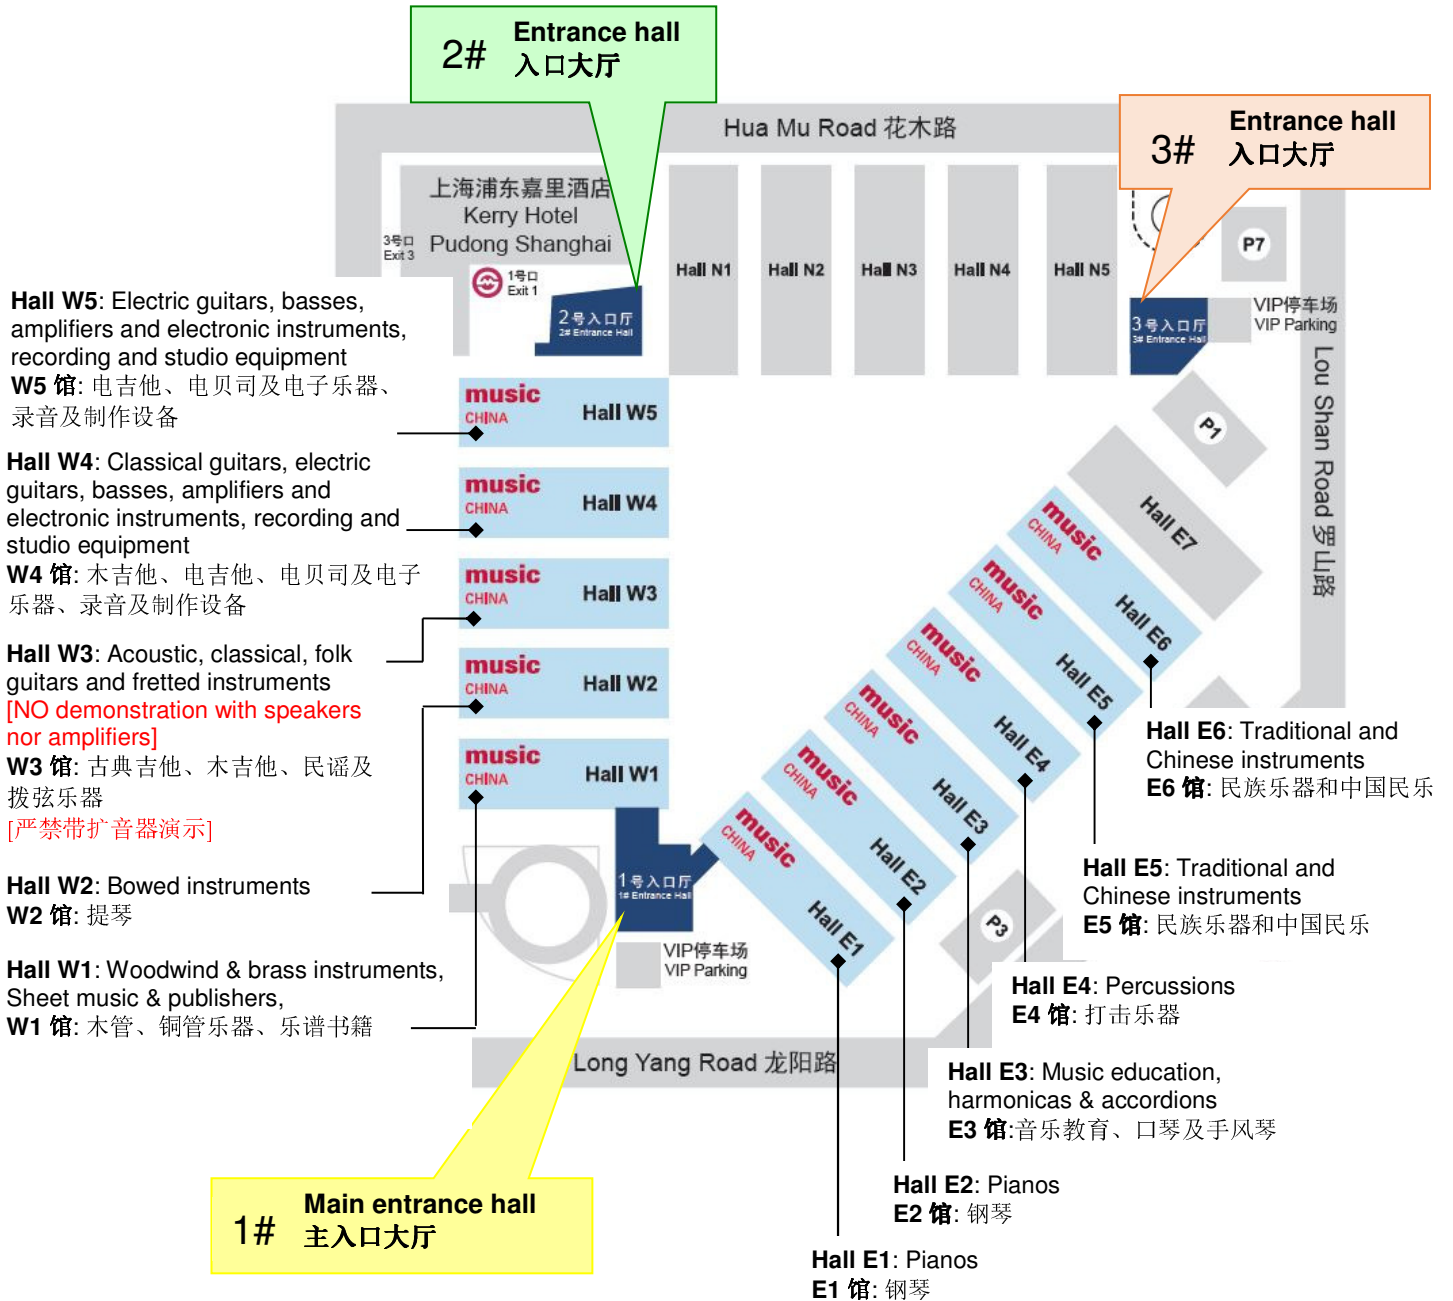 2#
Entrance hall
入口大厅
Hua Mu Road 花木路
3#
Entrance hall
入口大厅
上海浦东嘉里酒店
Kerry Hotel
Pudong Shanghai
3号口
Exit 3
1号口
Exit 1
2号入口厅
2# Entrance Hall
Hall N1
Hall N2
Hall N3
Hall N4
Hall N5
P7
VIP停车场
VIP Parking
3号入口厅
3# Entrance Hall
Lou Shan Road 罗山路
P1
Hall W5: Electric guitars, basses,
amplifiers and electronic instruments,
recording and studio equipment
W5 馆: 电吉他、电贝司及电子乐器、
录音及制作设备
music
CHINA
Hall W5
Hall W4: Classical guitars, electric
guitars, basses, amplifiers and
electronic instruments, recording and
studio equipment
W4 馆: 木吉他、电吉他、电贝司及电子
乐器、录音及制作设备
music
CHINA
Hall W4
Hall W3: Acoustic, classical, folk
guitars and fretted instruments
[NO demonstration with speakers
nor amplifiers]
W3 馆: 古典吉他、木吉他、民谣及
拨弦乐器
[严禁带扩音器演示]
music
CHINA
Hall W3
Hall W2: Bowed instruments
W2 馆: 提琴
music
CHINA
Hall W2
Hall W1: Woodwind & brass instruments,
Sheet music & publishers,
W1 馆: 木管、铜管乐器、乐谱书籍
music
CHINA
Hall W1
1号入口厅
1# Entrance Hall
VIP停车场
VIP Parking
Hall E7
music
CHINA
Hall E6
music
CHINA
Hall E5
music
CHINA
Hall E4
music
CHINA
Hall E3
music
CHINA
Hall E2
music
CHINA
Hall E1
P3
Hall E6: Traditional and
Chinese instruments
E6 馆: 民族乐器和中国民乐
Hall E5: Traditional and
Chinese instruments
E5 馆: 民族乐器和中国民乐
Hall E4: Percussions
E4 馆: 打击乐器
Hall E3: Music education,
harmonicas & accordions
E3 馆:音乐教育、口琴及手风琴
Hall E2: Pianos
E2 馆: 钢琴
Hall E1: Pianos
E1 馆: 钢琴
Long Yang Road 龙阳路
1#
Main entrance hall
主入口大厅